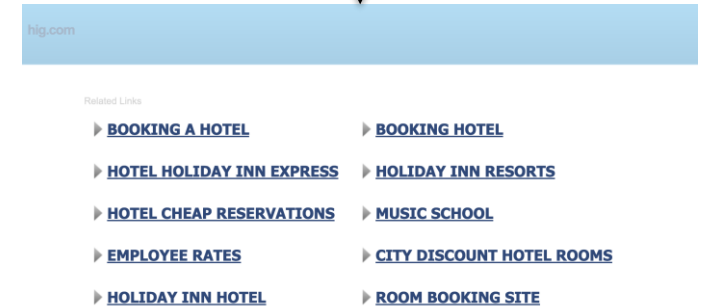 hig.com
Related Links
BOOKING A HOTEL
BOOKING HOTEL
HOTEL HOLIDAY INN EXPRESS
HOLIDAY INN RESORTS
HOTEL CHEAP RESERVATIONS
MUSIC SCHOOL
EMPLOYEE RATES
CITY DISCOUNT HOTEL ROOMS
HOLIDAY INN HOTEL
ROOM BOOKING SITE